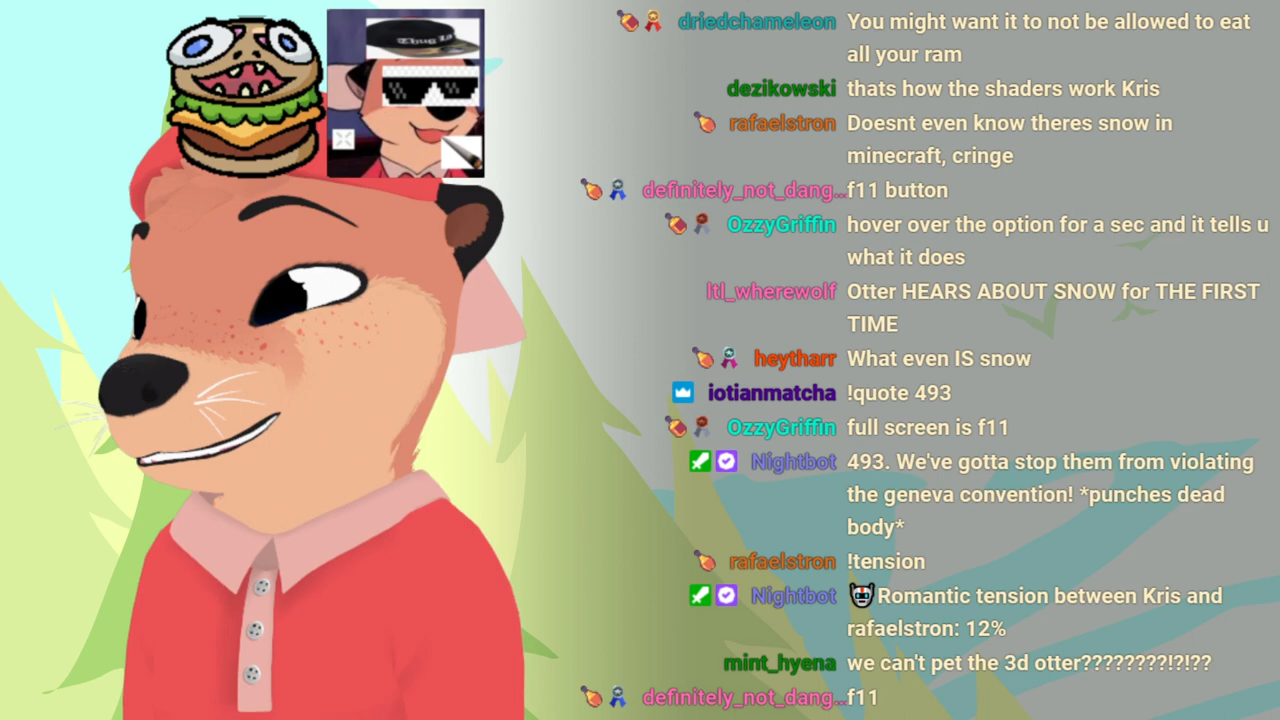 Thug Life
driedchameleon You might want it to not be allowed to eat
all your ram
dezikowski thats how the shaders work Kris
rafaelstron Doesnt even know theres snow in
minecraft, cringe
definitely_not_dang... f11 button
OzzyGriffin hover over the option for a sec and it tells u
what it does
ltl_wherewolf Otter HEARS ABOUT SNOW for THE FIRST
TIME
heytharr What even IS snow
iotianmatcha !quote 493
OzzyGriffin full screen is f11
Nightbot 493. We've gotta stop them from violating
the geneva convention! *punches dead
body*
rafaelstron !tension
Nightbot Romantic tension between Kris and
rafaelstron: 12%
mint_hyena we can't pet the 3d otter????????!?!??
definitely_not_dang... f11